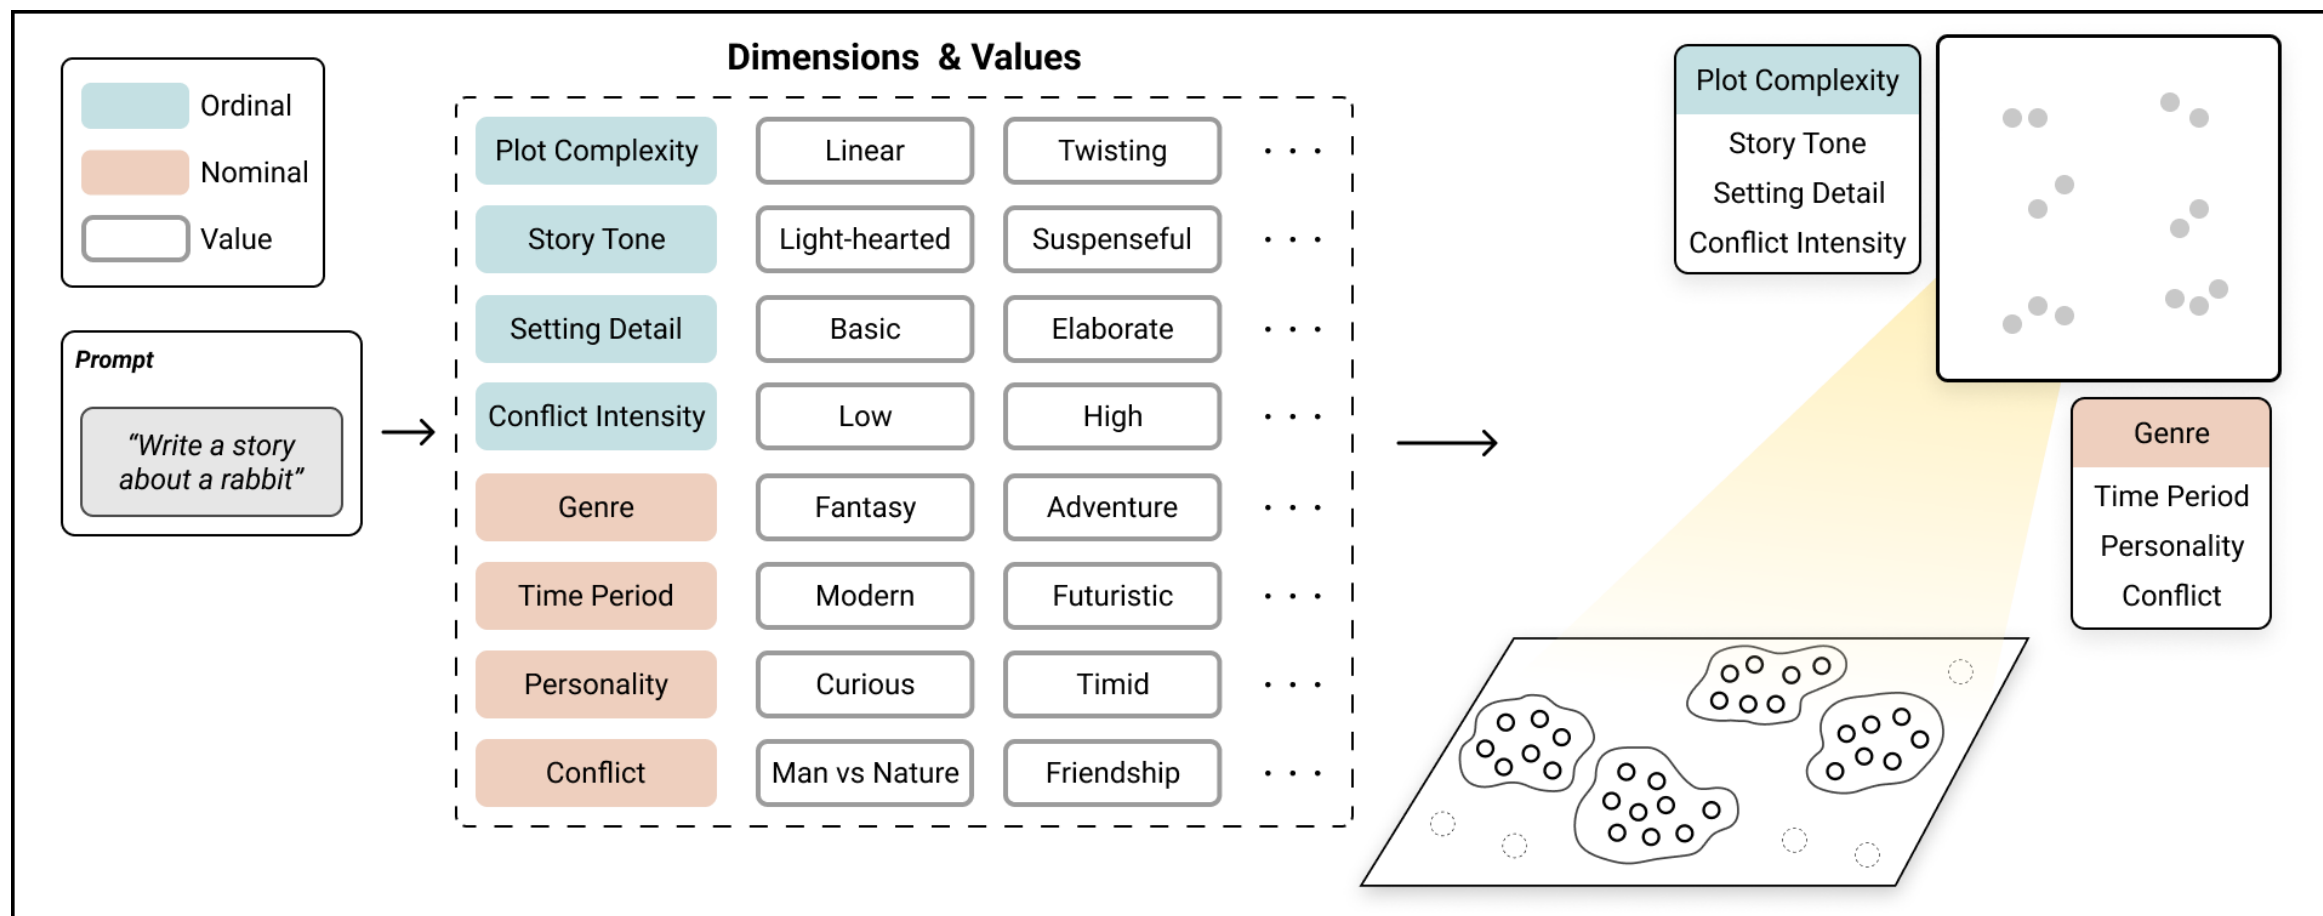 Ordinal
Nominal
Value
Prompt
“Write a story
about a rabbit”
Dimensions & Values
Plot Complexity Linear Twisting . . .
Story Tone Light-hearted Suspenseful . . .
Setting Detail Basic Elaborate . . .
Conflict Intensity Low High . . .
Genre Fantasy Adventure . . .
Time Period Modern Futuristic . . .
Personality Curious Timid . . .
Conflict Man vs Nature Friendship . . .
Plot Complexity
Story Tone
Setting Detail
Conflict Intensity
Genre
Time Period
Personality
Conflict